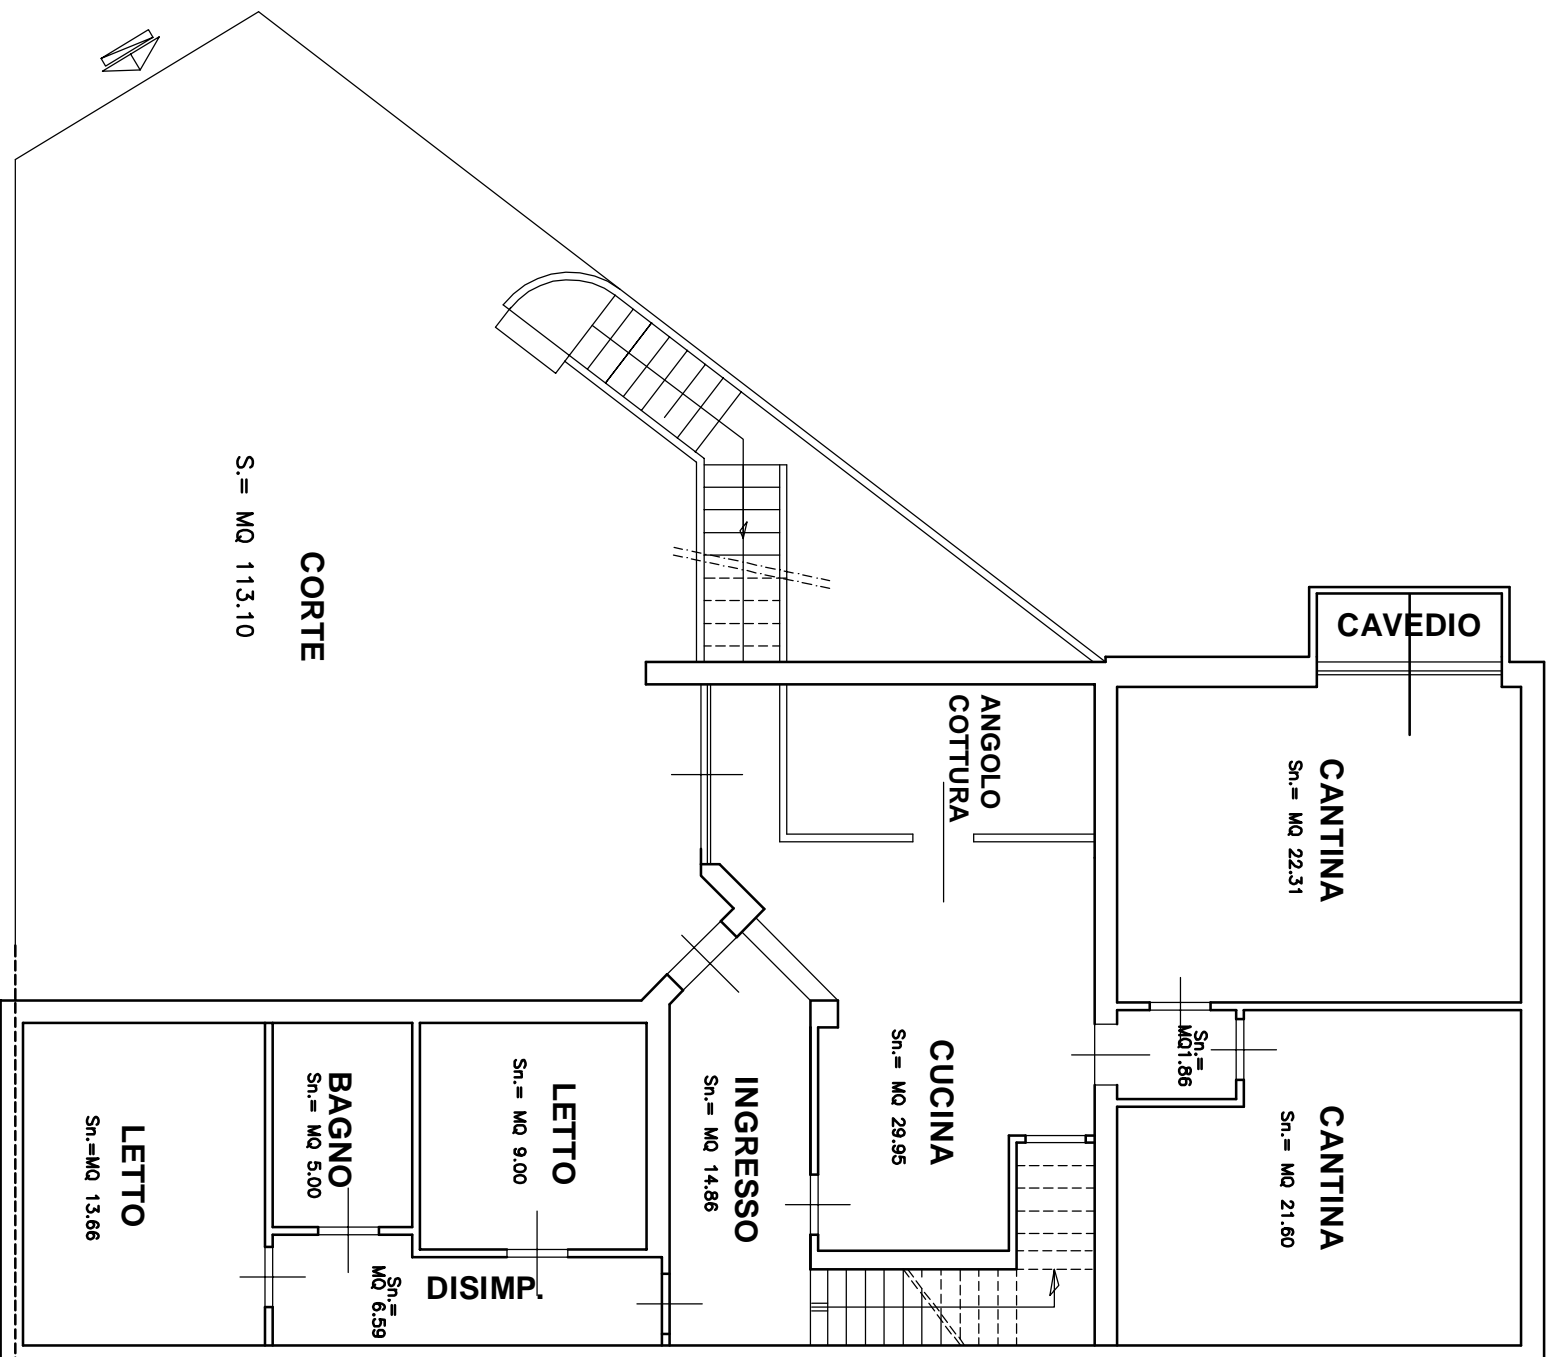 CORTE
S.= MQ 113.10
CAVEDIO
ANGOLO
COTTURA
CANTINA
Sn.= MQ 22.31
Sn.=
MQ1.86
CUCINA
Sn.= MQ 29.95
CANTINA
Sn.= MQ 21.60
INGRESSO
Sn.= MQ 14.86
LETTO
Sn.= MQ 9.00
BAGNO
Sn.= MQ 5.00
LETTO
Sn.=MQ 13.66
DISIMP.
Sn.=
MQ 6.59